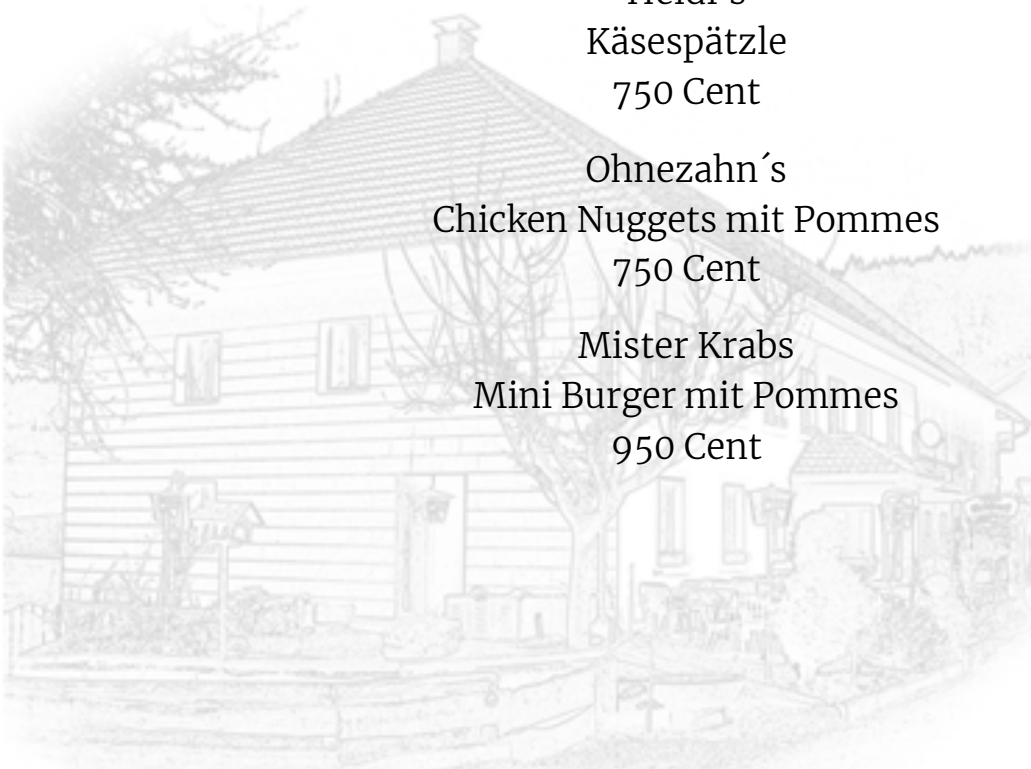 Käsespätzle
750 Cent
Ohnezahn´s
Chicken Nuggets mit Pommes
750 Cent
Mister Krabs
Mini Burger mit Pommes
950 Cent